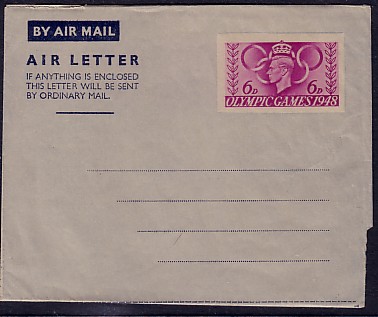 BY AIR MAIL
AIR LETTER
IF ANYTHING IS ENCLOSED
THIS LETTER WILL BE SENT
BY ORDINARY MAIL.
6D 6D
OLYMPIC GAMES 1948